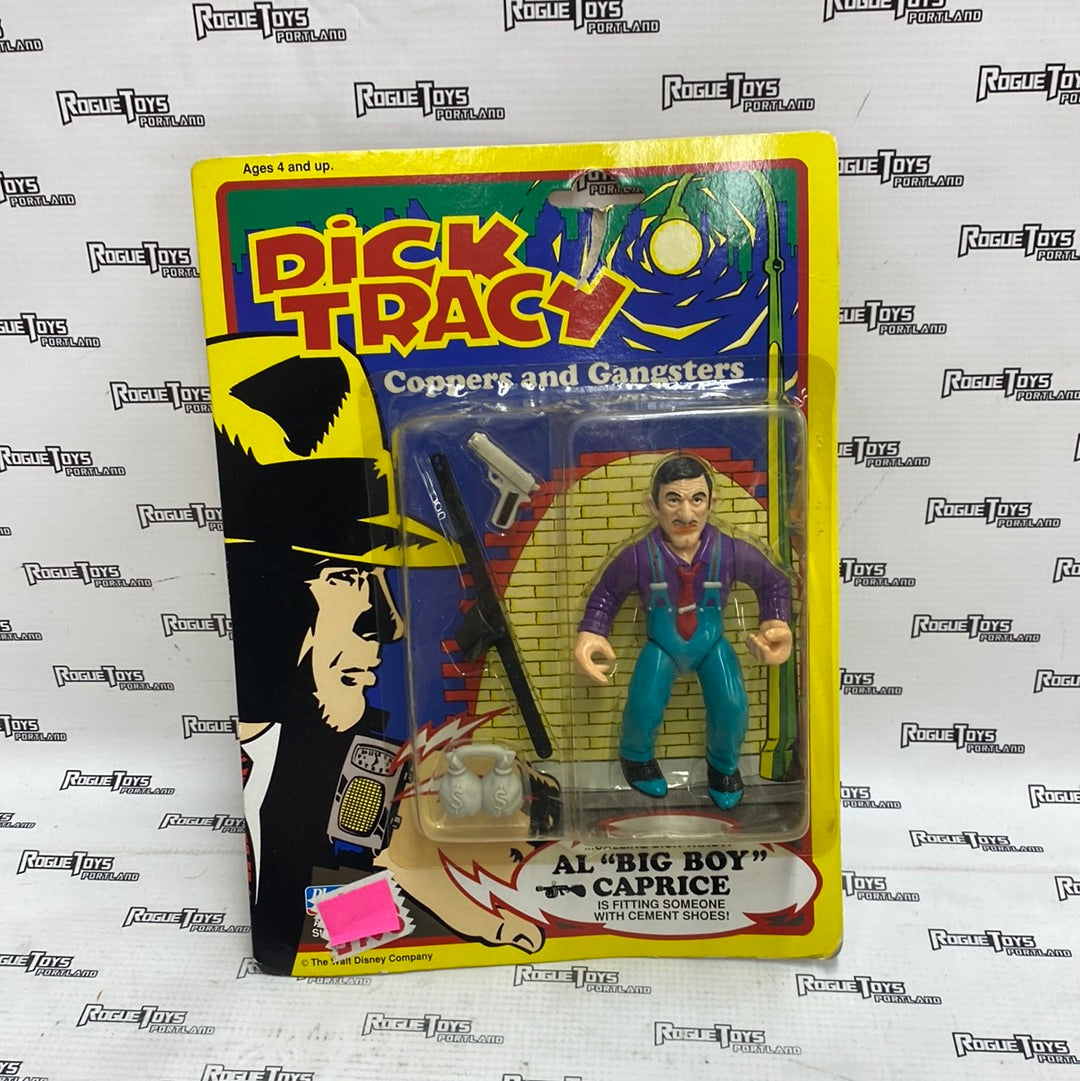 ROGUE TOYS
PORTLAND
Ages 4 and up.
DiCK
TRACY
Coppers and Gangsters
$ $
AL "BIG BOY"
CAPRICE
IS FITTING SOMEONE
WITH CEMENT SHOES!
© The Walt Disney Company